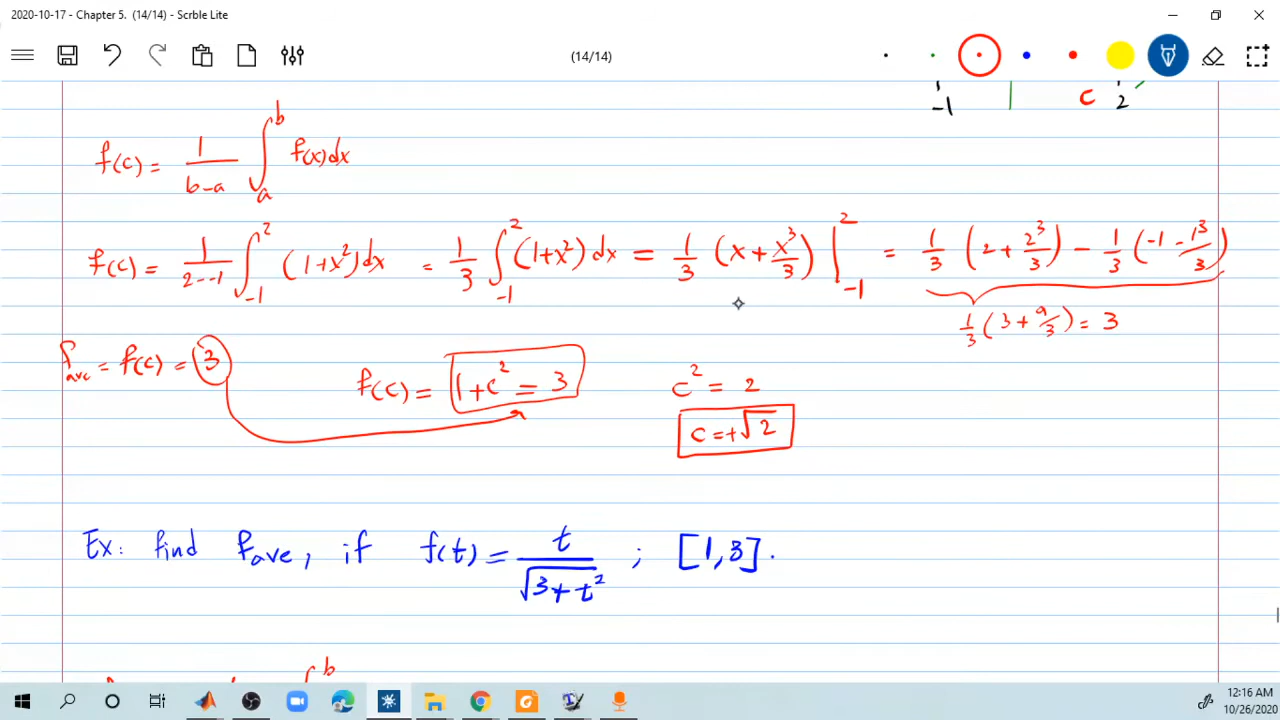 2020-10-17 - Chapter 5. (14/14) - Scrble Lite
(14/14)
-1 c 2
f(c) = 1/(b-a) ∫_a^b f(x)dx
f(c) = 1/(2--1) ∫_{-1}^2 (1+x²)dx = 1/3 ∫_{-1}^2 (1+x²)dx = 1/3 (x + x³/3) |_{-1}^2 = 1/3 (2 + 2³/3) - 1/3 (-1 - 1³/3)
1/3 (3 + 9/3) = 3
f_ave = f(c) = 3
f(c) = 1+c² = 3
c² = 2
c = +√2
Ex: find fave, if f(t) = t/√(3+t²) ; [1,3].
b
12:16 AM
10/26/2020